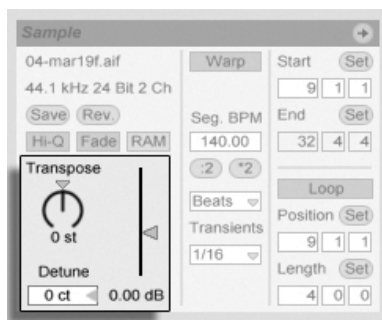 Sample
04-mar19f.aif
44.1 kHz 24 Bit 2 Ch
Save Rev.
Hi-Q Fade RAM
Transpose
0 st
Detune
0 ct 0.00 dB
Warp
Seg. BPM
140.00
:2 *2
Beats
Transients
1/16
Start Set
9 1 1
End Set
32 4 4
Loop
Position Set
9 1 1
Length Set
4 0 0